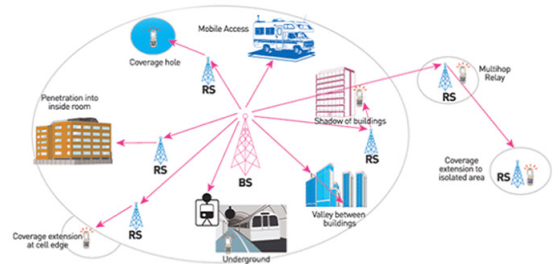 Mobile Access
Coverage hole
RS
Multihop
Relay
RS
Penetration into
inside room
Shadow of buildings
RS
RS
BS
Coverage
extension to
isolated area
RS
RS
Valley between
buildings
Coverage extension
at cell edge
Underground